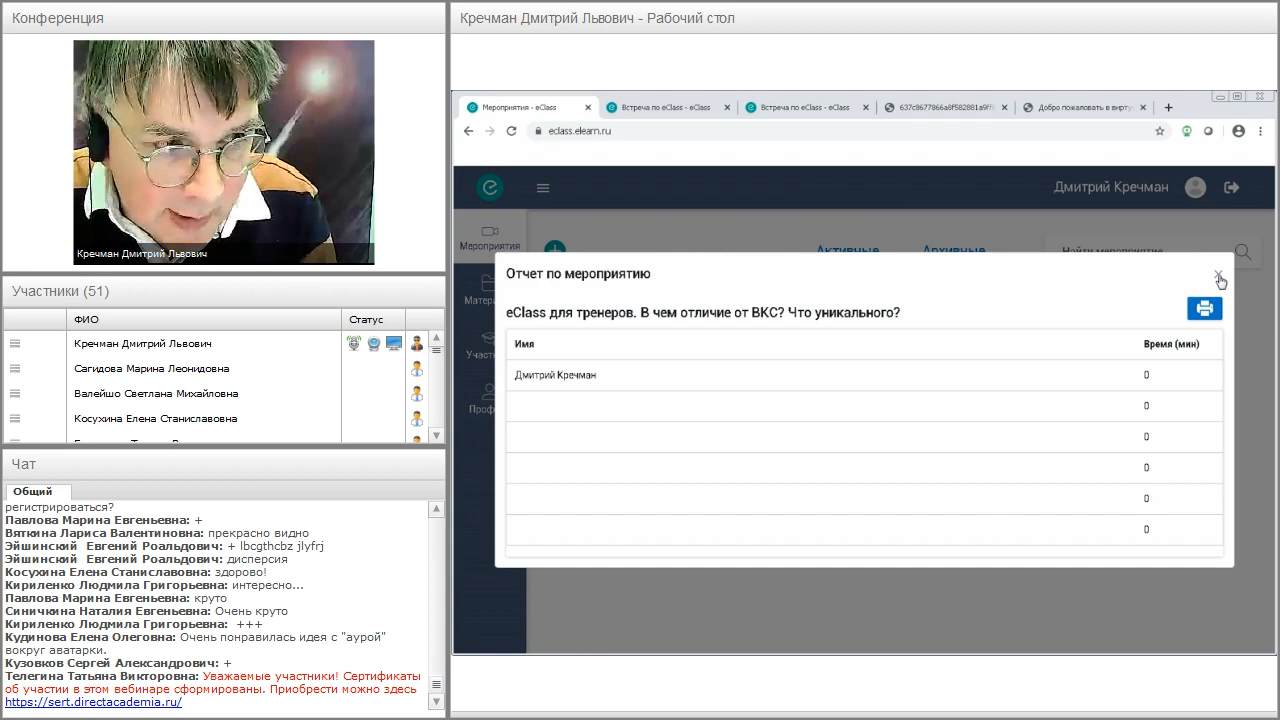 Конференция
Кречман Дмитрий Львович
Участники (51)
ФИО
Статус
Кречман Дмитрий Львович
Сагидова Марина Леонидовна
Валейшо Светлана Михайловна
Косухина Елена Станиславовна
Чат
Общий
регистрироваться?
Павлова Марина Евгеньевна: +
Вяткина Лариса Валентиновна: прекрасно видно
Эйшинский Евгений Роальдович: + lbcgthcbz jlyfrj
Эйшинский Евгений Роальдович: дисперсия
Косухина Елена Станиславовна: здорово!
Кириленко Людмила Григорьевна: интересно...
Павлова Марина Евгеньевна: круто
Синичкина Наталия Евгеньевна: Очень круто
Кириленко Людмила Григорьевна: +++
Кудинова Елена Олеговна: Очень понравилась идея с "аурой"
вокруг аватарки.
Кузовков Сергей Александрович: +
Телегина Татьяна Викторовна: Уважаемые участники! Сертификаты
об участии в этом вебинаре сформированы. Приобрести можно здесь
https://sert.directacademia.ru/
Кречман Дмитрий Львович - Рабочий стол
Мероприятия - eClass
Встреча по eClass - eClass
Встреча по eClass - eClass
Добро пожаловать в вирту
eclass.elearn.ru
Дмитрий Кречман
Мероприятия
Активные
Архивные
Найти мероприятие
Матери
Участ
Проф
Отчет по мероприятию
eClass для тренеров. В чем отличие от ВКС? Что уникального?
Имя
Время (мин)
Дмитрий Кречман
0
0
0
0
0
0